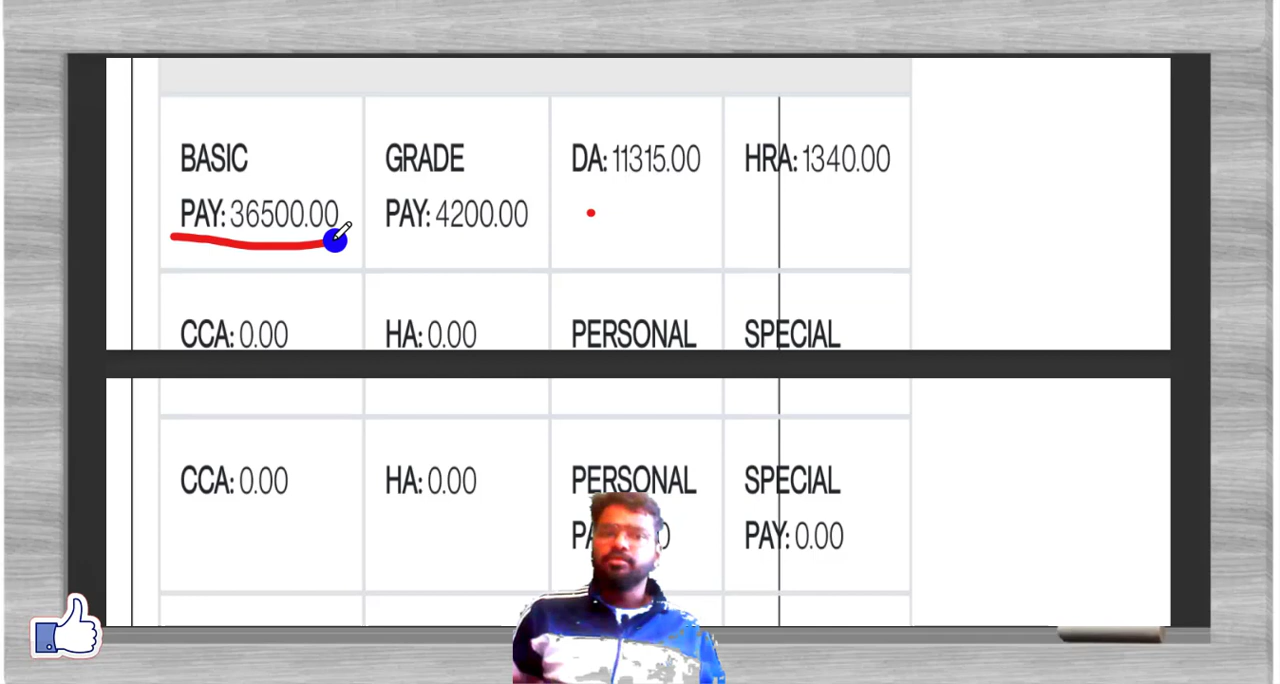 BASIC GRADE DA: 11315.00 HRA: 1340.00
PAY: 36500.00 PAY: 4200.00
CCA: 0.00 HA: 0.00 PERSONAL SPECIAL
CCA: 0.00 HA: 0.00 PERSONAL SPECIAL
PAY: 0.00